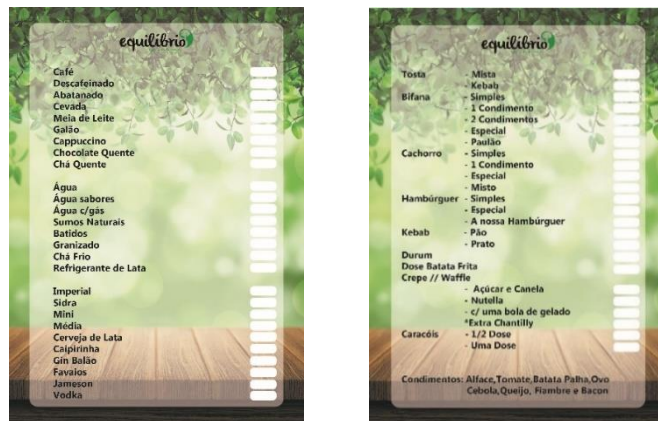 equilíbrio
Café
Descafeinado
Abatanado
Cevada
Meia de Leite
Galão
Cappuccino
Chocolate Quente
Chá Quente
Água
Água sabores
Água c/gás
Sumos Naturais
Batidos
Granizado
Chá Frio
Refrigerante de Lata
Imperial
Sidra
Mini
Média
Cerveja de Lata
Caipirinha
Gin Balão
Favaios
Jameson
Vodka
equilíbrio
Tosta - Mista
- Kebab
Bifana - Simples
- 1 Condimento
- 2 Condimentos
- Especial
- Paulão
Cachorro - Simples
- 1 Condimento
- Especial
- Misto
Hambúrguer - Simples
- Especial
- A nossa Hambúrguer
Kebab - Pão
- Prato
Durum
Dose Batata Frita
Crepe // Waffle
- Açúcar e Canela
- Nutella
- c/ uma bola de gelado
*Extra Chantilly
Caracóis - 1/2 Dose
- Uma Dose
Condimentos: Alface,Tomate,Batata Palha,Ovo
Cebola,Queijo, Fiambre e Bacon